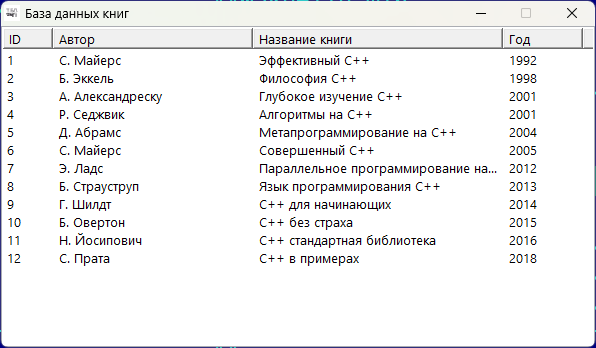 База данных книг
ID Автор Название книги Год
1 С. Майерс Эффективный C++ 1992
2 Б. Эккель Философия C++ 1998
3 А. Александреску Глубокое изучение C++ 2001
4 Р. Седжвик Алгоритмы на C++ 2001
5 Д. Абрамс Метапрограммирование на C++ 2004
6 С. Майерс Совершенный C++ 2005
7 Э. Ладс Параллельное программирование на... 2012
8 Б. Страуструп Язык программирования C++ 2013
9 Г. Шилдт C++ для начинающих 2014
10 Б. Овертон C++ без страха 2015
11 Н. Йосипович C++ стандартная библиотека 2016
12 С. Прата C++ в примерах 2018